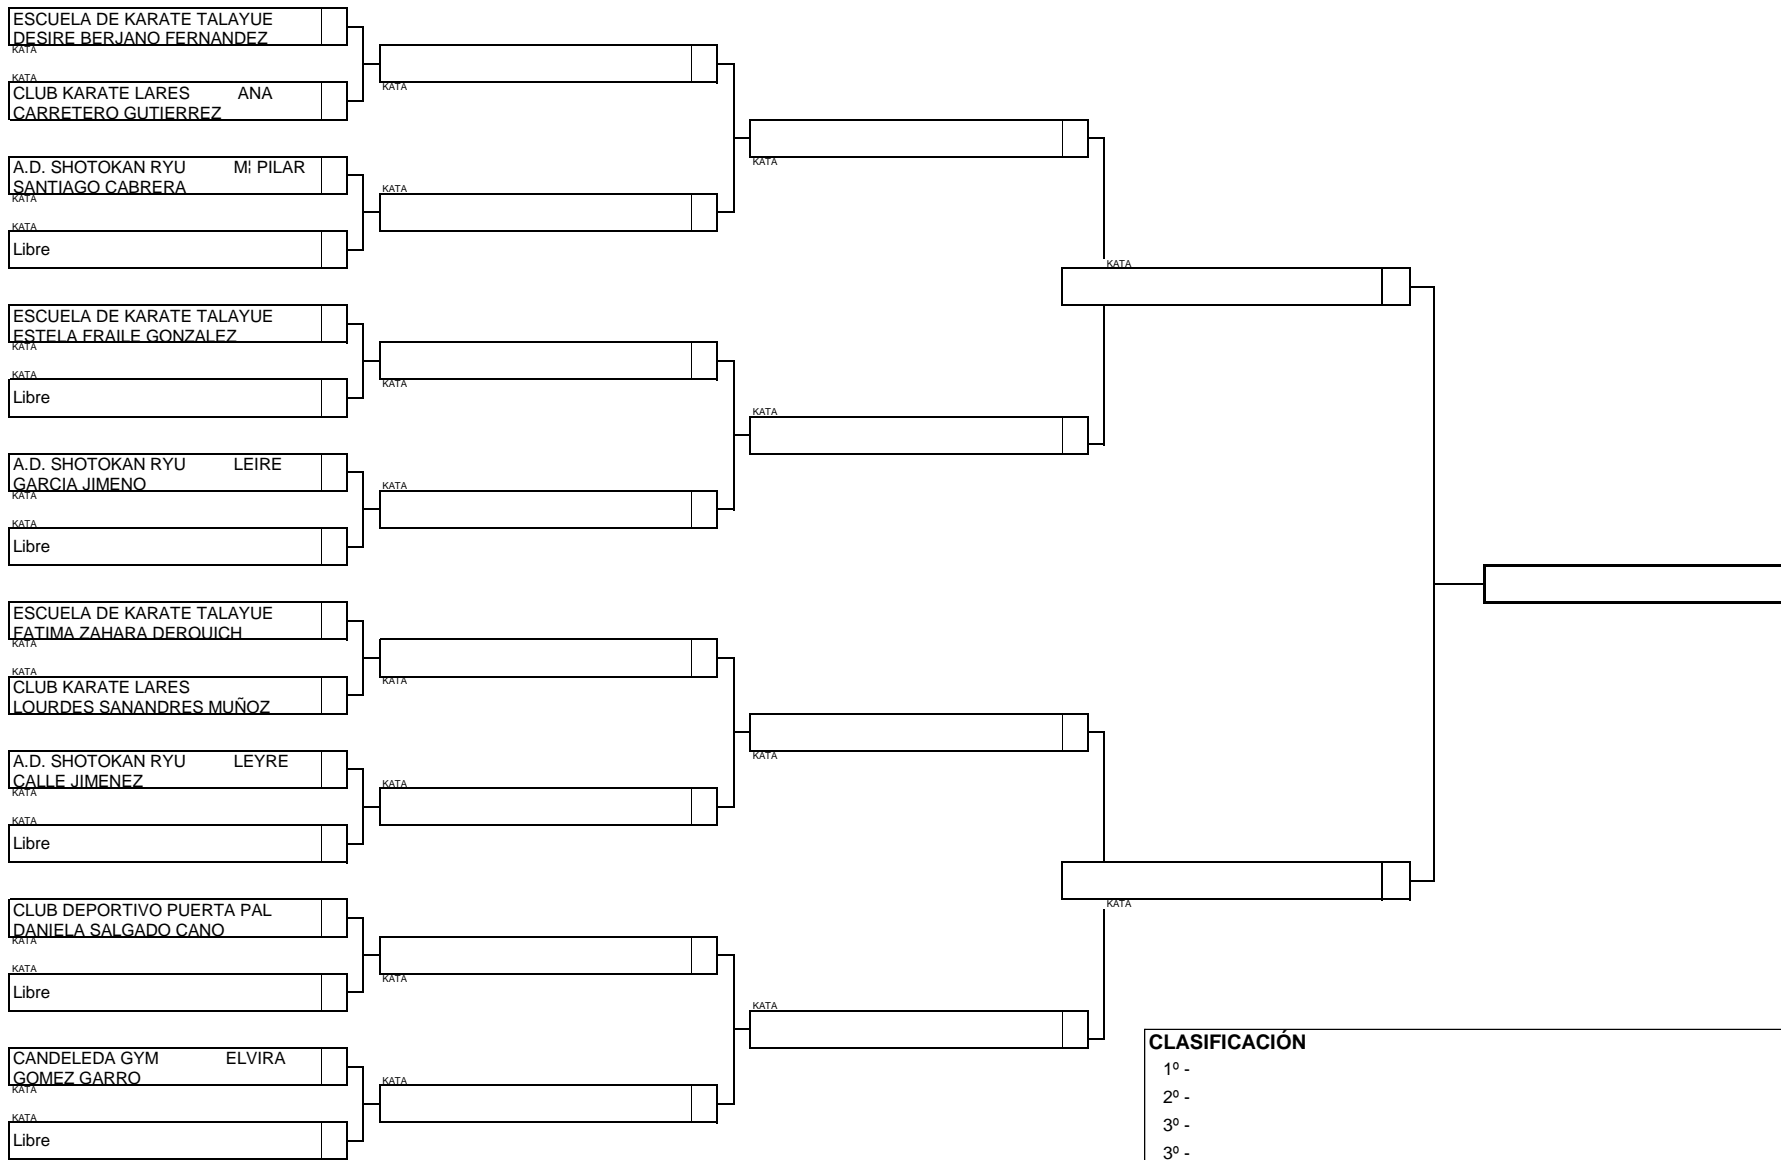 ESCUELA DE KARATE TALAYUE
DESIRE BERJANO FERNANDEZ
KATA
KATA
CLUB KARATE LARES ANA
CARRETERO GUTIERREZ
A.D. SHOTOKAN RYU M¦ PILAR
SANTIAGO CABRERA
KATA
KATA
Libre
ESCUELA DE KARATE TALAYUE
ESTELA FRAILE GONZALEZ
KATA
KATA
Libre
A.D. SHOTOKAN RYU LEIRE
GARCIA JIMENO
KATA
KATA
Libre
ESCUELA DE KARATE TALAYUE
FATIMA ZAHARA DEROUICH
KATA
KATA
CLUB KARATE LARES
LOURDES SANANDRES MUÑOZ
A.D. SHOTOKAN RYU LEYRE
CALLE JIMENEZ
KATA
KATA
Libre
CLUB DEPORTIVO PUERTA PAL
DANIELA SALGADO CANO
KATA
KATA
Libre
CANDELEDA GYM ELVIRA
GOMEZ GARRO
KATA
KATA
Libre
KATA
KATA
KATA
KATA
KATA
KATA
KATA
KATA
KATA
KATA
KATA
KATA
KATA
KATA
CLASIFICACIÓN
1º -
2º -
3º -
3º -